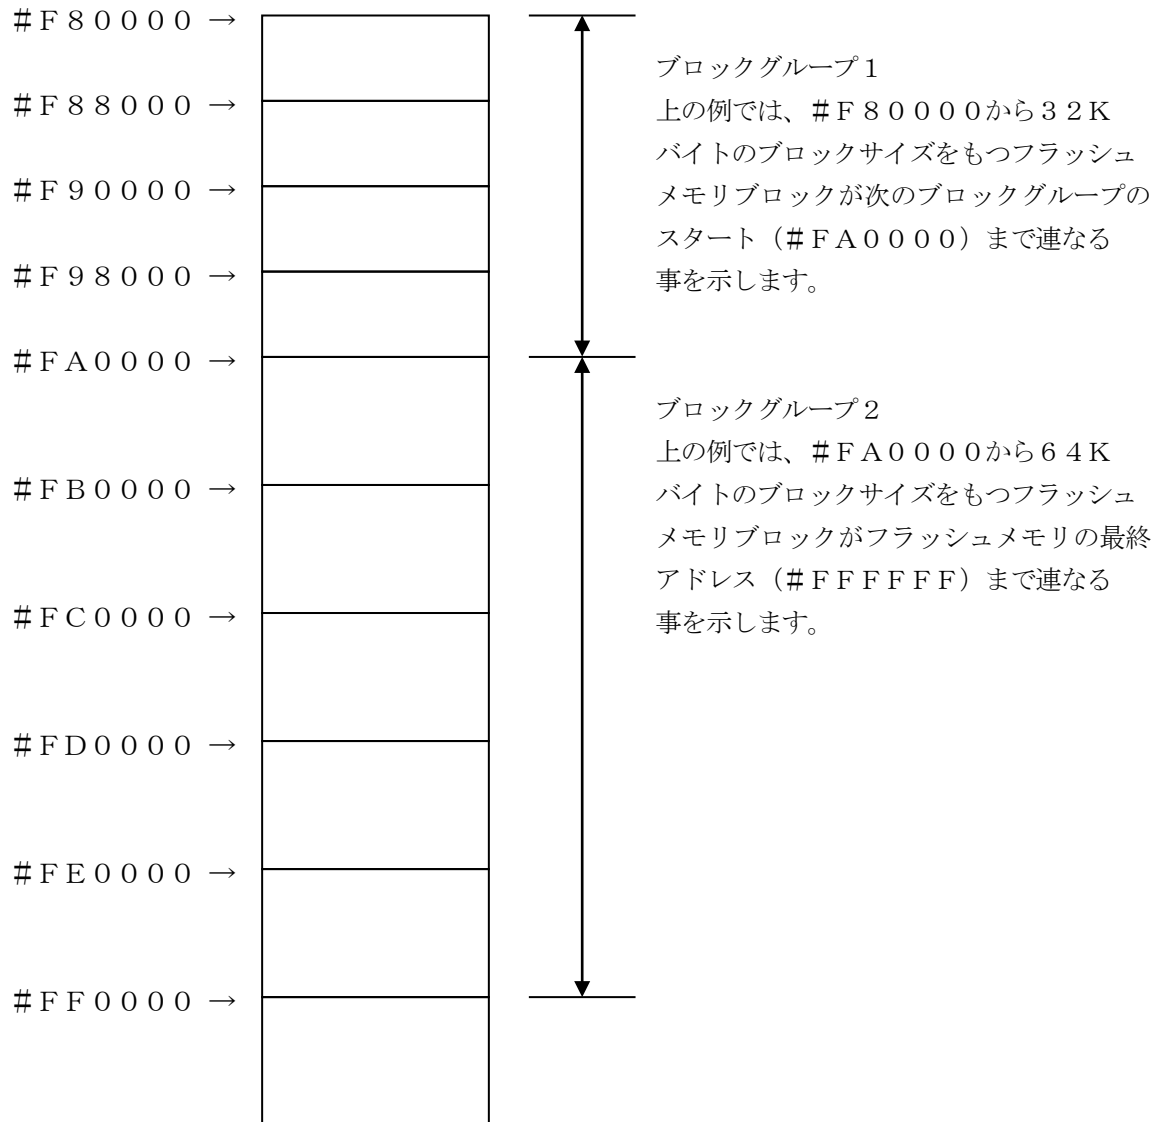 ＃Ｆ８００００ →
ブロックグループ１
＃Ｆ８８０００ →
上の例では、＃Ｆ８００００から３２Ｋ
バイトのブロックサイズをもつフラッシュ
＃Ｆ９００００ →
メモリブロックが次のブロックグループの
スタート（＃ＦＡ００００）まで連なる
＃Ｆ９８０００ →
事を示します。
＃ＦＡ００００ →
ブロックグループ２
上の例では、＃ＦＡ００００から６４Ｋ
＃ＦＢ００００ →
バイトのブロックサイズをもつフラッシュ
メモリブロックがフラッシュメモリの最終
アドレス（＃ＦＦＦＦＦＦ）まで連なる
＃ＦＣ００００ →
事を示します。
＃ＦＤ００００ →
＃ＦＥ００００ →
＃ＦＦ００００ →